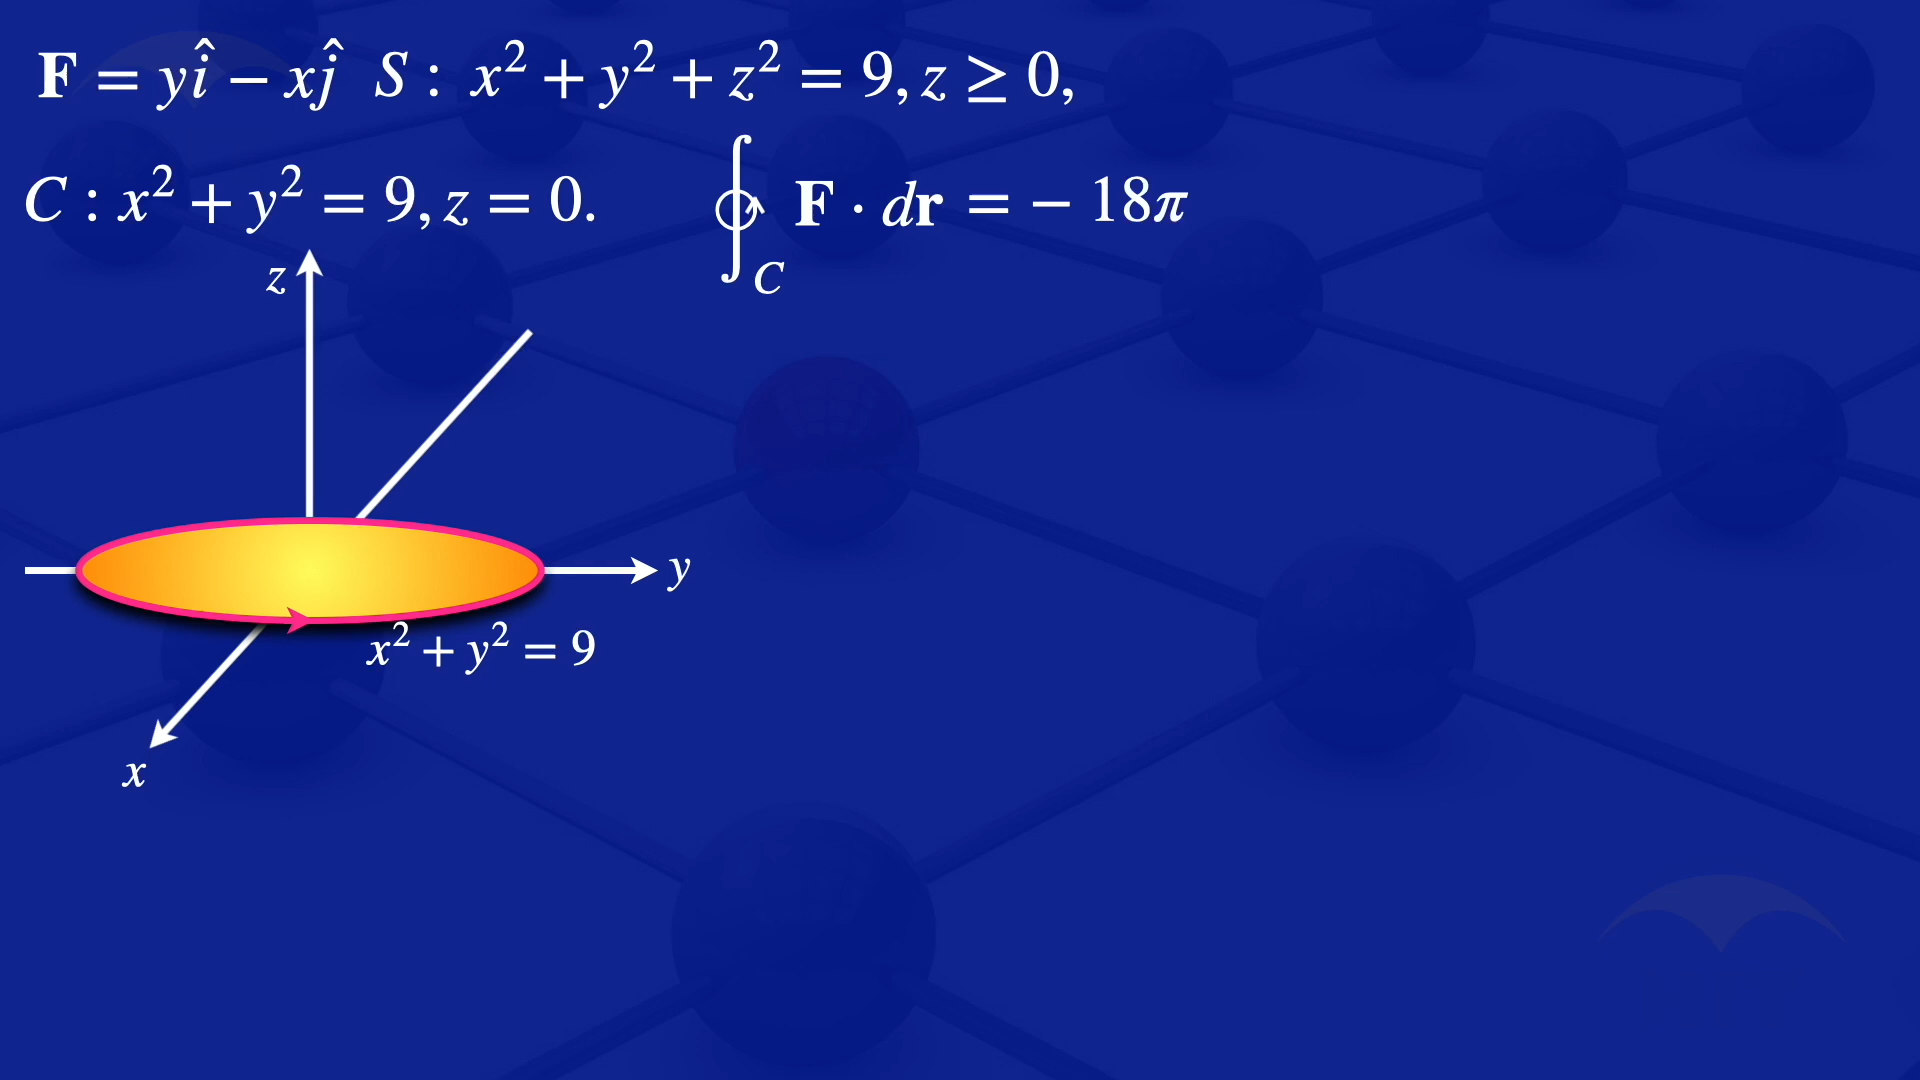 𝐅 = yî − xĵ  S : x² + y² + z² = 9, z ≥ 0,
C : x² + y² = 9, z = 0.  ∮_C 𝐅 · d𝐫 = − 18π
z
y
x² + y² = 9
x